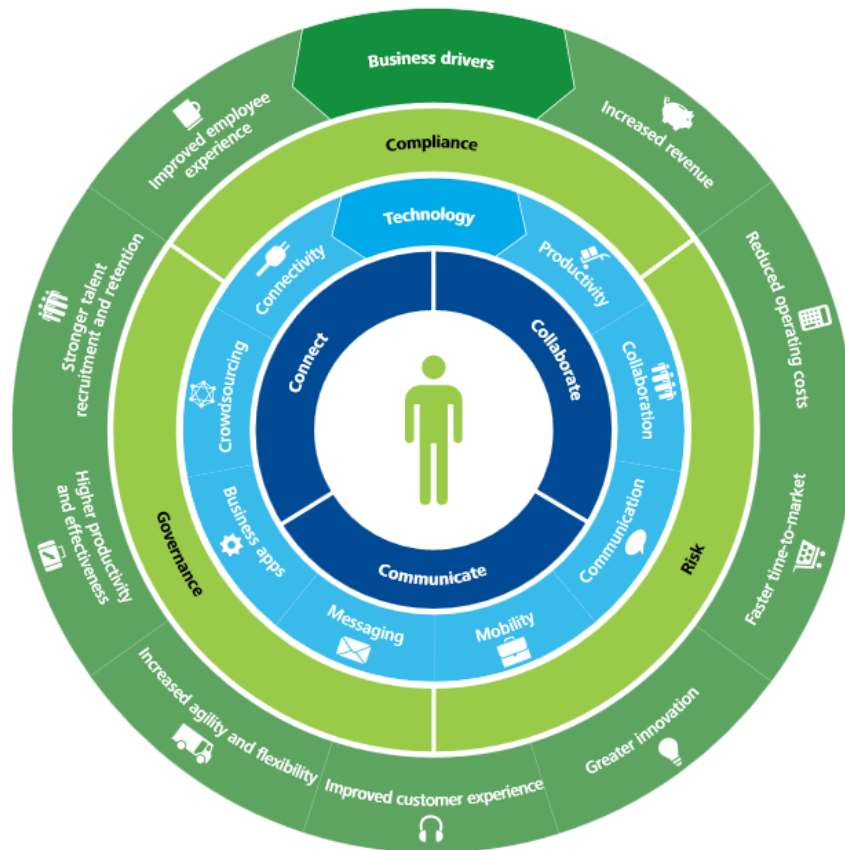 Business drivers
Increased revenue
Reduced operating costs
Faster time-to-market
Greater innovation
Improved customer experience
Increased agility and flexibility
Higher productivity
and effectiveness
Stronger talent
recruitment and retention
Improved employee
experience
Compliance
Risk
Governance
Technology
Productivity
Collaboration
Communication
Mobility
Messaging
Business apps
Crowdsourcing
Connectivity
Connect
Collaborate
Communicate